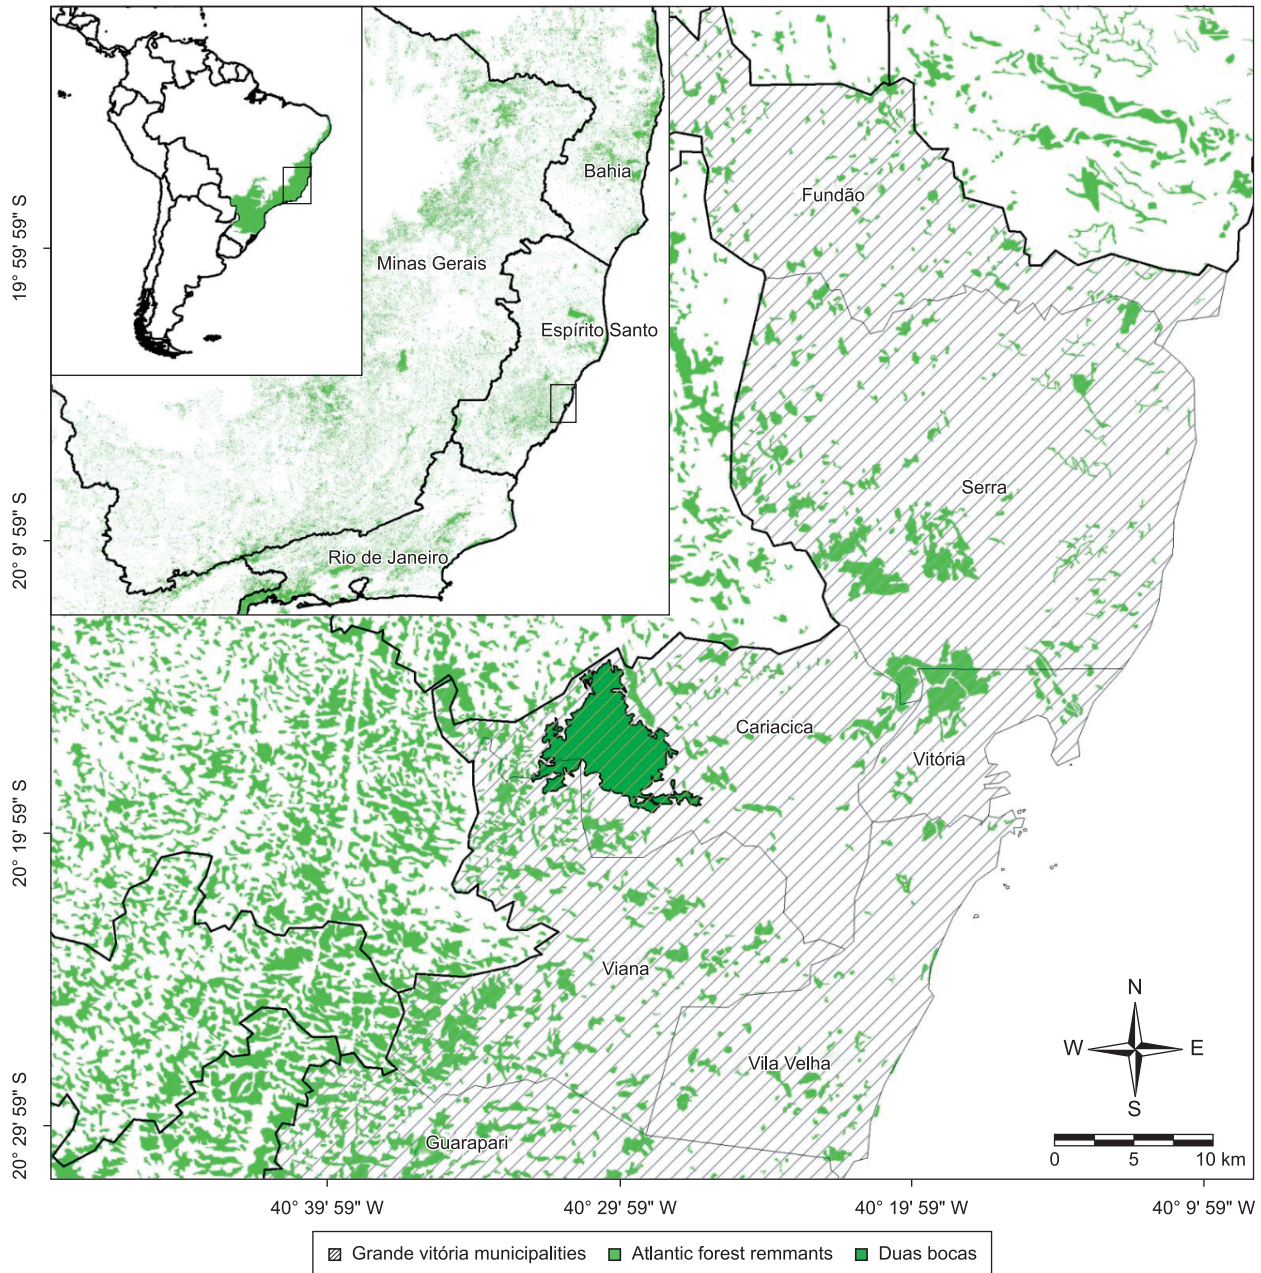 Bahia
Minas Gerais
Espírito Santo
Rio de Janeiro
Fundão
Serra
Cariacica
Vitória
Viana
Vila Velha
Guarapari
19° 59' 59" S
20° 9' 59" S
20° 19' 59" S
20° 29' 59" S
N
W E
S
0 5 10 km
40° 39' 59" W 40° 29' 59" W 40° 19' 59" W 40° 9' 59" W
Grande vitória municipalities Atlantic forest remmants Duas bocas